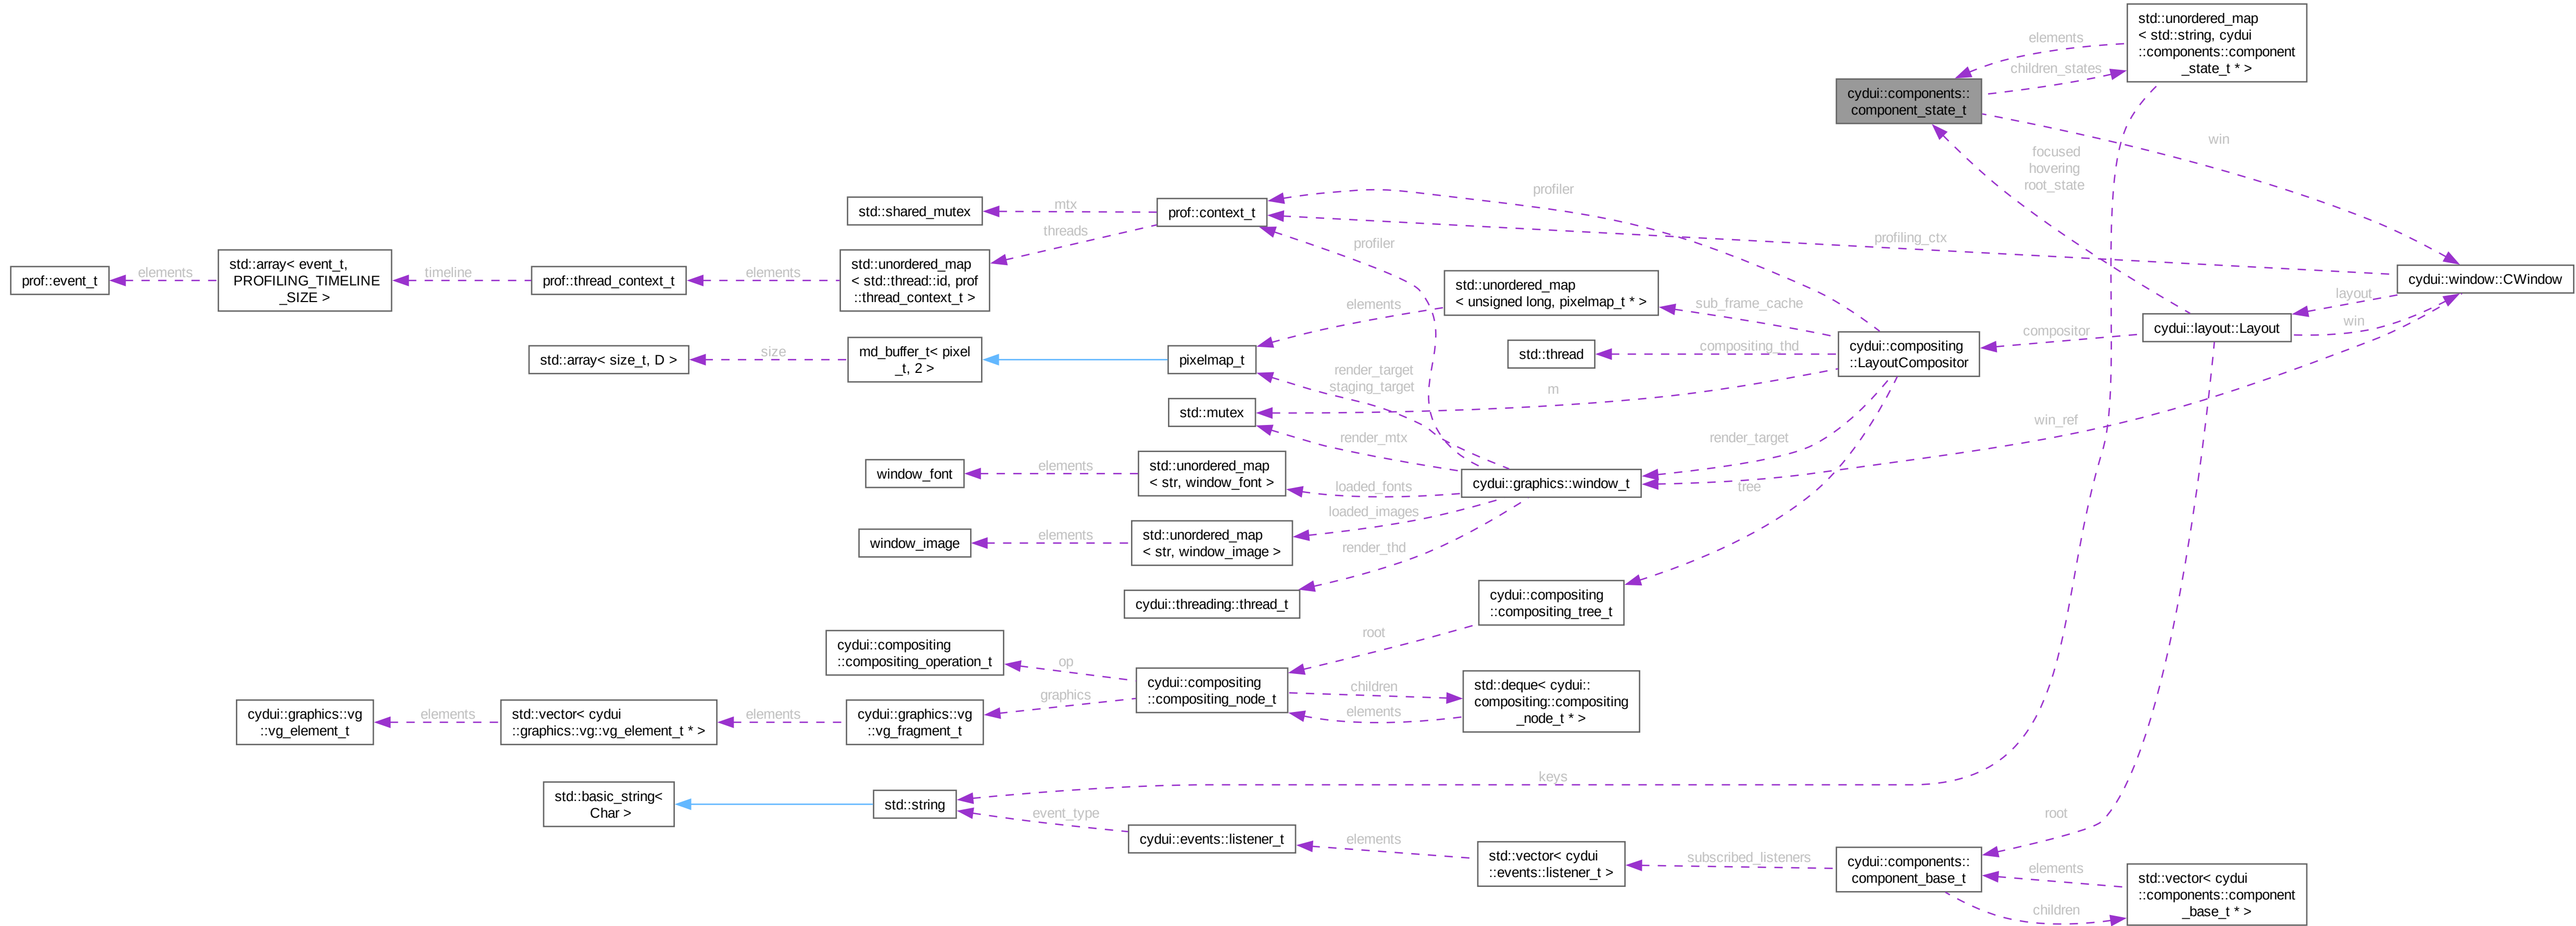 std::unordered_map
< std::string, cydui
::components::component
_state_t * >
elements
children_states
cydui::components::
component_state_t
win
focused
hovering
root_state
profiler
std::shared_mutex
mtx
prof::context_t
threads
profiling_ctx
profiler
prof::event_t
elements
std::array< event_t,
PROFILING_TIMELINE
_SIZE >
timeline
prof::thread_context_t
elements
std::unordered_map
< std::thread::id, prof
::thread_context_t >
std::unordered_map
< unsigned long, pixelmap_t * >
elements
sub_frame_cache
cydui::window::CWindow
layout
win
cydui::layout::Layout
compositor
cydui::compositing
::LayoutCompositor
compositing_thd
std::thread
std::array< size_t, D >
size
md_buffer_t< pixel
_t, 2 >
pixelmap_t
render_target
staging_target
m
std::mutex
render_mtx
render_target
win_ref
window_font
elements
std::unordered_map
< str, window_font >
loaded_fonts
cydui::graphics::window_t
tree
loaded_images
window_image
elements
std::unordered_map
< str, window_image >
render_thd
cydui::threading::thread_t
cydui::compositing
::compositing_tree_t
root
cydui::compositing
::compositing_operation_t
op
cydui::compositing
::compositing_node_t
children
elements
std::deque< cydui::
compositing::compositing
_node_t * >
graphics
cydui::graphics::vg
::vg_element_t
elements
std::vector< cydui
::graphics::vg::vg_element_t * >
elements
cydui::graphics::vg
::vg_fragment_t
keys
std::basic_string<
Char >
std::string
event_type
cydui::events::listener_t
elements
std::vector< cydui
::events::listener_t >
subscribed_listeners
root
cydui::components::
component_base_t
elements
children
std::vector< cydui
::components::component
_base_t * >